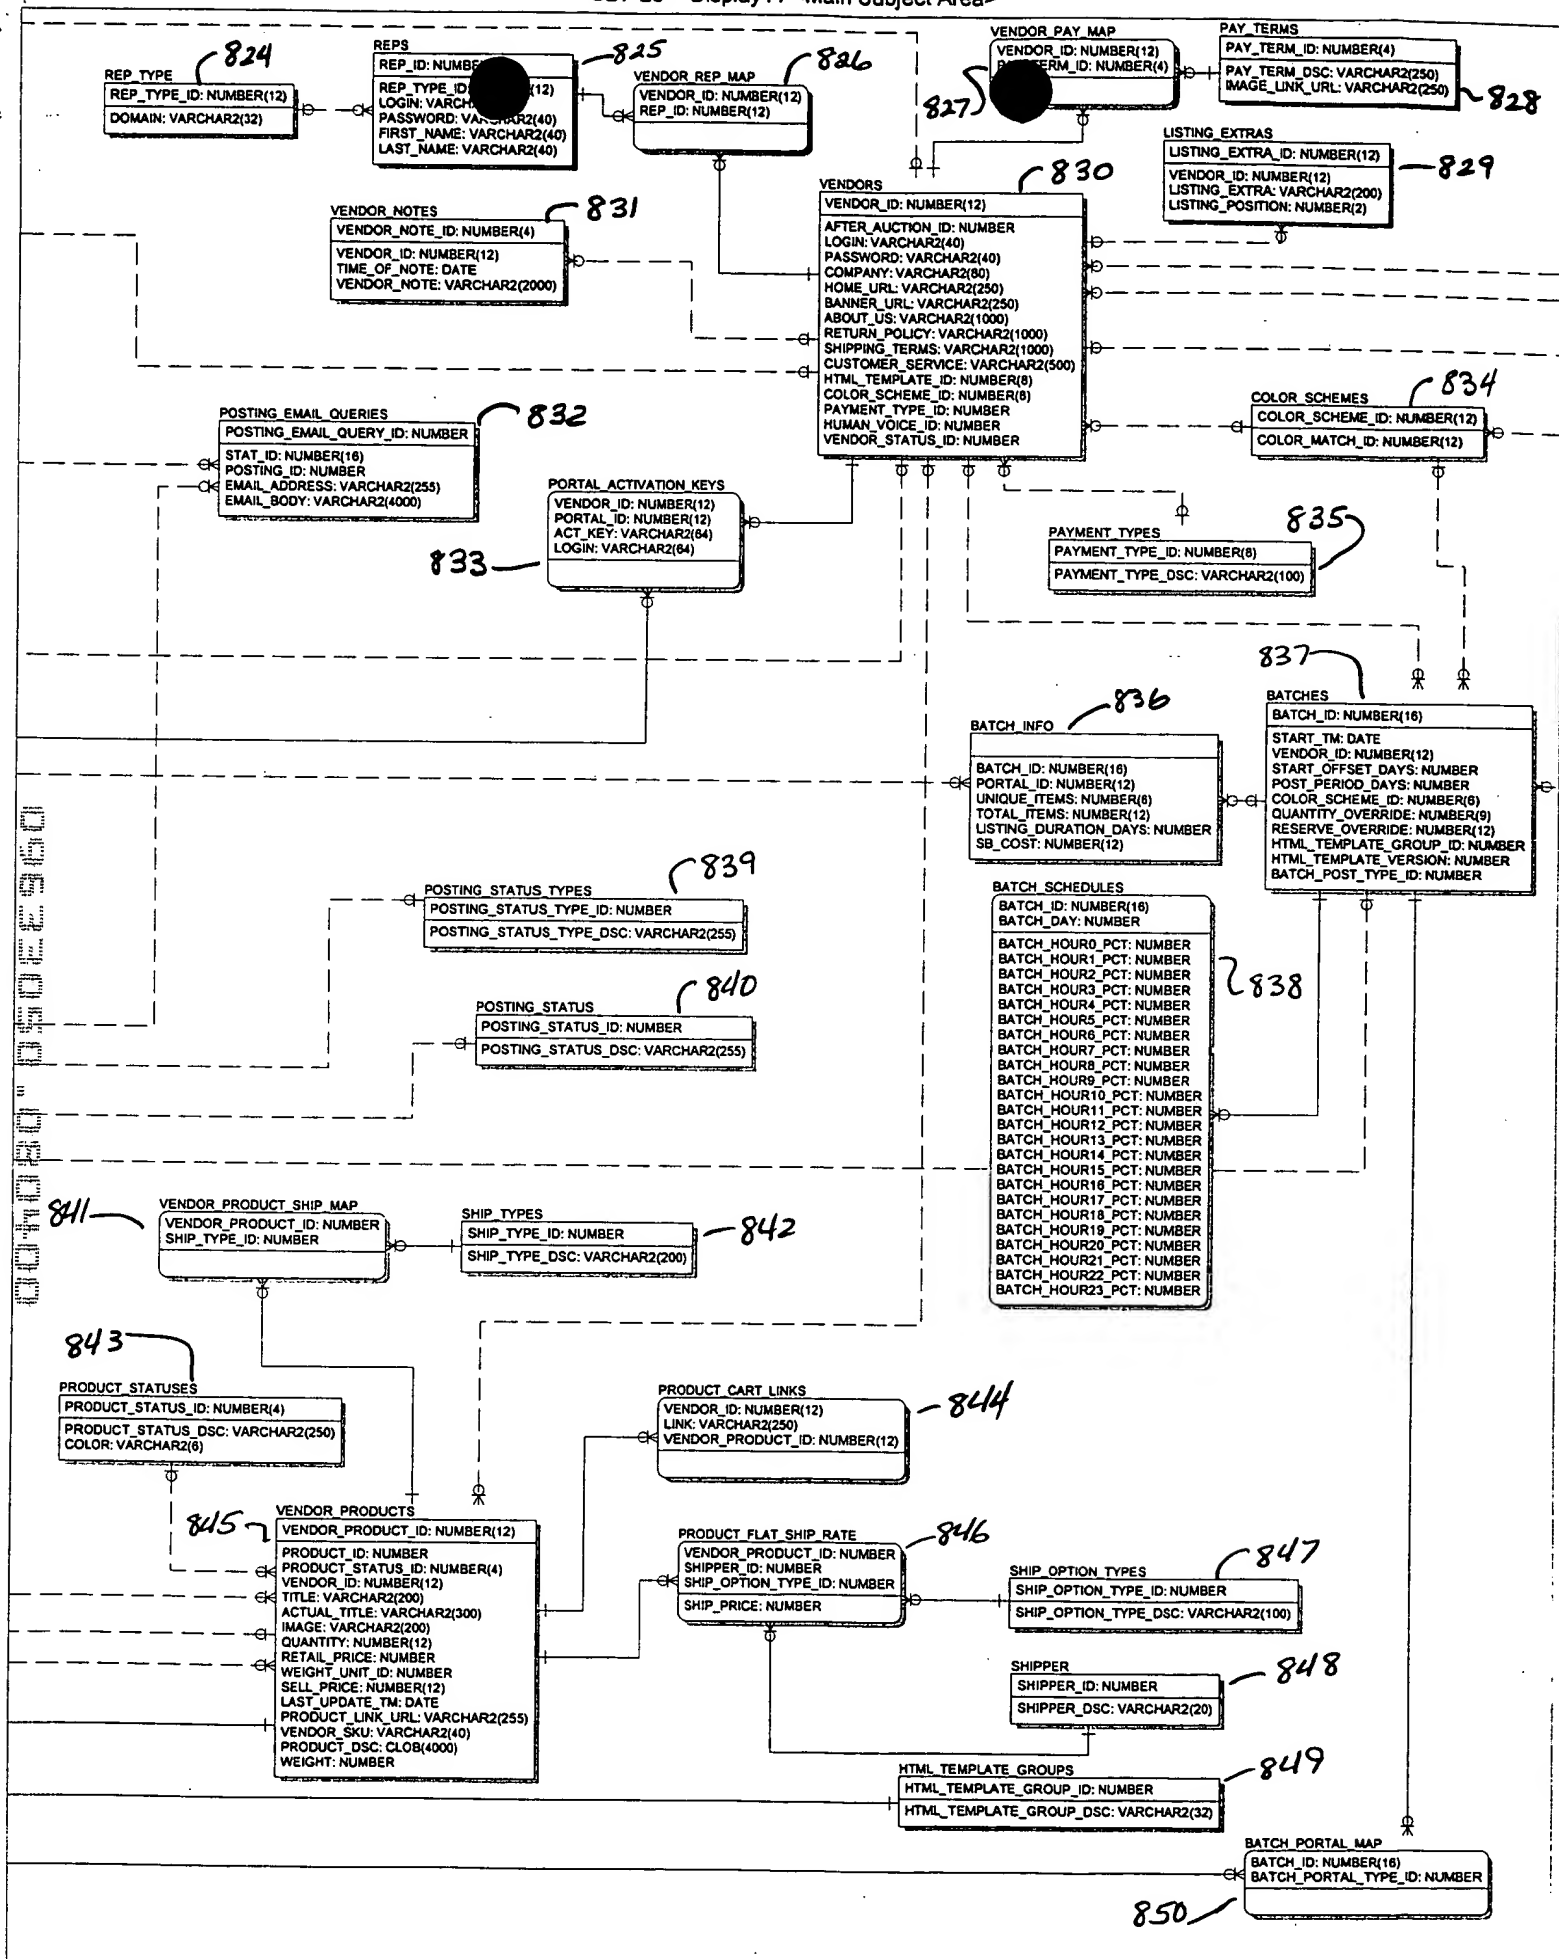 Display
Main Subject Area>
REP_TYPE
824
REP_TYPE_ID: NUMBER(12)
DOMAIN: VARCHAR2(32)
REPS
825
REP_ID:
REP_TYPE_ID: (12)
LOGIN:
PASSWORD: VARCHAR2(40)
FIRST_NAME: VARCHAR2(40)
LAST_NAME: VARCHAR2(40)
VENDOR_REP_MAP
826
VENDOR_ID: NUMBER(12)
REP_ID: NUMBER(12)
VENDOR_PAY_MAP
VENDOR_ID: NUMBER(12)
NUMBER(4)
827
PAY_TERMS
PAY_TERM_ID: NUMBER(4)
PAY_TERM_DSC: VARCHAR2(250)
IMAGE_LINK_URL: VARCHAR2(250)
828
LISTING_EXTRAS
LISTING_EXTRA_ID: NUMBER(12)
829
VENDOR_ID: NUMBER(12)
LISTING_EXTRA: VARCHAR2(200)
LISTING_POSITION: NUMBER(2)
VENDORS
830
VENDOR_ID: NUMBER(12)
AFTER_AUCTION_ID: NUMBER
LOGIN: VARCHAR2(40)
PASSWORD: VARCHAR2(40)
COMPANY: VARCHAR2(80)
HOME_URL: VARCHAR2(250)
BANNER_URL: VARCHAR2(250)
ABOUT_US: VARCHAR2(1000)
RETURN_POLICY: VARCHAR2(1000)
SHIPPING_TERMS: VARCHAR2(1000)
CUSTOMER_SERVICE: VARCHAR2(500)
HTML_TEMPLATE_ID: NUMBER(8)
COLOR_SCHEME_ID: NUMBER(8)
PAYMENT_TYPE_ID: NUMBER
HUMAN_VOICE_ID: NUMBER
VENDOR_STATUS_ID: NUMBER
VENDOR_NOTES
831
VENDOR_NOTE_ID: NUMBER(4)
VENDOR_ID: NUMBER(12)
TIME_OF_NOTE: DATE
VENDOR_NOTE: VARCHAR2(2000)
POSTING_EMAIL_QUERIES
832
POSTING_EMAIL_QUERY_ID: NUMBER
STAT_ID: NUMBER(16)
POSTING_ID: NUMBER
EMAIL_ADDRESS: VARCHAR2(255)
EMAIL_BODY: VARCHAR2(4000)
PORTAL_ACTIVATION_KEYS
VENDOR_ID: NUMBER(12)
PORTAL_ID: NUMBER(12)
ACT_KEY: VARCHAR2(64)
LOGIN: VARCHAR2(64)
833
COLOR_SCHEMES
834
COLOR_SCHEME_ID: NUMBER(12)
COLOR_MATCH_ID: NUMBER(12)
PAYMENT_TYPES
835
PAYMENT_TYPE_ID: NUMBER(8)
PAYMENT_TYPE_DSC: VARCHAR2(100)
BATCH_INFO
836
BATCH_ID: NUMBER(16)
PORTAL_ID: NUMBER(12)
UNIQUE_ITEMS: NUMBER(6)
TOTAL_ITEMS: NUMBER(12)
LISTING_DURATION_DAYS: NUMBER
SB_COST: NUMBER(12)
837
BATCHES
BATCH_ID: NUMBER(16)
START_TM: DATE
VENDOR_ID: NUMBER(12)
START_OFFSET_DAYS: NUMBER
POST_PERIOD_DAYS: NUMBER
COLOR_SCHEME_ID: NUMBER(6)
QUANTITY_OVERRIDE: NUMBER(9)
RESERVE_OVERRIDE: NUMBER(12)
HTML_TEMPLATE_GROUP_ID: NUMBER
HTML_TEMPLATE_VERSION: NUMBER
BATCH_POST_TYPE_ID: NUMBER
BATCH_SCHEDULES
BATCH_ID: NUMBER(16)
BATCH_DAY: NUMBER
BATCH_HOUR0_PCT: NUMBER
BATCH_HOUR1_PCT: NUMBER
BATCH_HOUR2_PCT: NUMBER
BATCH_HOUR3_PCT: NUMBER
BATCH_HOUR4_PCT: NUMBER
BATCH_HOUR5_PCT: NUMBER
BATCH_HOUR6_PCT: NUMBER
BATCH_HOUR7_PCT: NUMBER
BATCH_HOUR8_PCT: NUMBER
BATCH_HOUR9_PCT: NUMBER
BATCH_HOUR10_PCT: NUMBER
BATCH_HOUR11_PCT: NUMBER
BATCH_HOUR12_PCT: NUMBER
BATCH_HOUR13_PCT: NUMBER
BATCH_HOUR14_PCT: NUMBER
BATCH_HOUR15_PCT: NUMBER
BATCH_HOUR16_PCT: NUMBER
BATCH_HOUR17_PCT: NUMBER
BATCH_HOUR18_PCT: NUMBER
BATCH_HOUR19_PCT: NUMBER
BATCH_HOUR20_PCT: NUMBER
BATCH_HOUR21_PCT: NUMBER
BATCH_HOUR22_PCT: NUMBER
BATCH_HOUR23_PCT: NUMBER
838
839
POSTING_STATUS_TYPES
POSTING_STATUS_TYPE_ID: NUMBER
POSTING_STATUS_TYPE_DSC: VARCHAR2(255)
840
POSTING_STATUS
POSTING_STATUS_ID: NUMBER
POSTING_STATUS_DSC: VARCHAR2(255)
841
VENDOR_PRODUCT_SHIP_MAP
VENDOR_PRODUCT_ID: NUMBER
SHIP_TYPE_ID: NUMBER
SHIP_TYPES
842
SHIP_TYPE_ID: NUMBER
SHIP_TYPE_DSC: VARCHAR2(200)
843
PRODUCT_STATUSES
PRODUCT_STATUS_ID: NUMBER(4)
PRODUCT_STATUS_DSC: VARCHAR2(250)
COLOR: VARCHAR2(6)
PRODUCT_CART_LINKS
844
VENDOR_ID: NUMBER(12)
LINK: VARCHAR2(250)
VENDOR_PRODUCT_ID: NUMBER(12)
845
VENDOR_PRODUCTS
VENDOR_PRODUCT_ID: NUMBER(12)
PRODUCT_ID: NUMBER
PRODUCT_STATUS_ID: NUMBER(4)
VENDOR_ID: NUMBER(12)
TITLE: VARCHAR2(200)
ACTUAL_TITLE: VARCHAR2(300)
IMAGE: VARCHAR2(200)
QUANTITY: NUMBER(12)
RETAIL_PRICE: NUMBER
WEIGHT_UNIT_ID: NUMBER
SELL_PRICE: NUMBER(12)
LAST_UPDATE_TM: DATE
PRODUCT_LINK_URL: VARCHAR2(255)
VENDOR_SKU: VARCHAR2(40)
PRODUCT_DSC: CLOB(4000)
WEIGHT: NUMBER
PRODUCT_FLAT_SHIP_RATE
846
VENDOR_PRODUCT_ID: NUMBER
SHIPPER_ID: NUMBER
SHIP_OPTION_TYPE_ID: NUMBER
SHIP_PRICE: NUMBER
SHIP_OPTION_TYPES
847
SHIP_OPTION_TYPE_ID: NUMBER
SHIP_OPTION_TYPE_DSC: VARCHAR2(100)
SHIPPER
848
SHIPPER_ID: NUMBER
SHIPPER_DSC: VARCHAR2(20)
HTML_TEMPLATE_GROUPS
849
HTML_TEMPLATE_GROUP_ID: NUMBER
HTML_TEMPLATE_GROUP_DSC: VARCHAR2(32)
BATCH_PORTAL_MAP
BATCH_ID: NUMBER(16)
BATCH_PORTAL_TYPE_ID: NUMBER
850